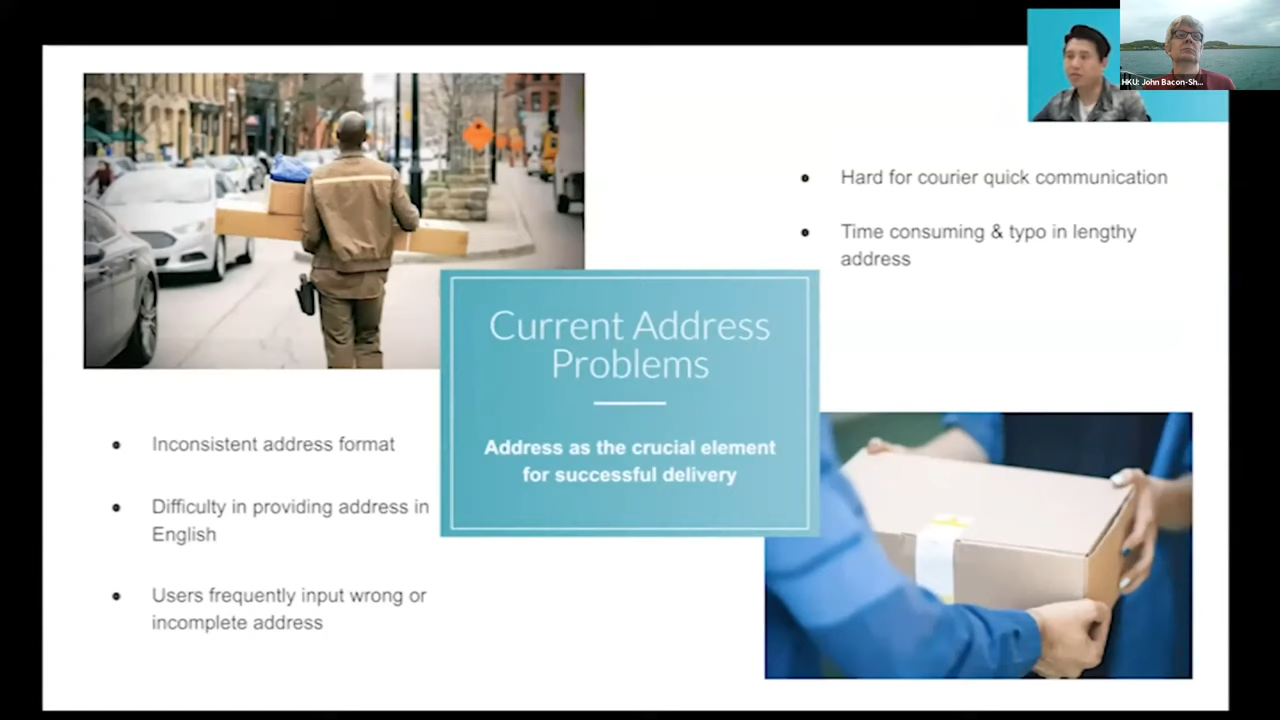 HKU: John Bacon-Sh...
Hard for courier quick communication
Time consuming & typo in lengthy
address
Current Address
Problems
Address as the crucial element
for successful delivery
Inconsistent address format
Difficulty in providing address in
English
Users frequently input wrong or
incomplete address